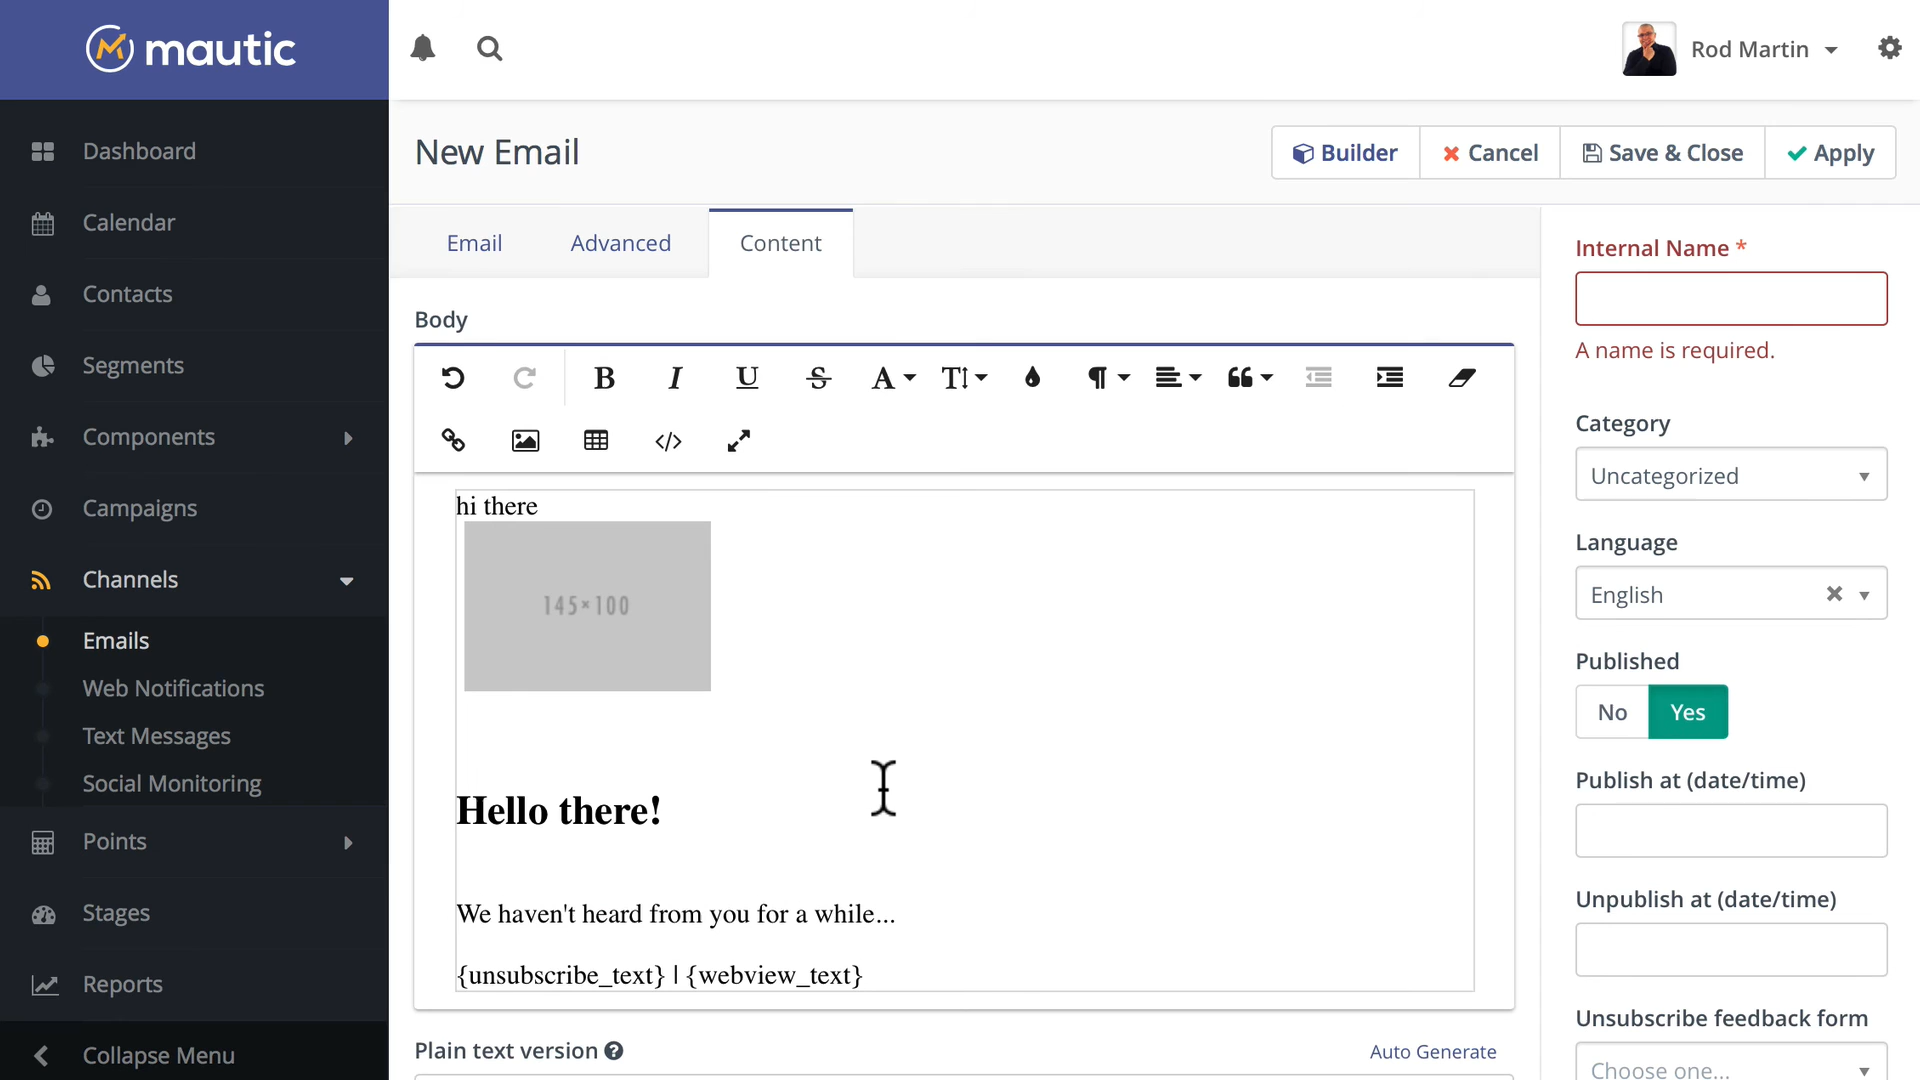 mautic
Rod Martin
Dashboard
Calendar
Contacts
Segments
Components
Campaigns
Channels
Emails
Web Notifications
Text Messages
Social Monitoring
Points
Stages
Reports
Collapse Menu
New Email
Builder
Cancel
Save & Close
Apply
Email
Advanced
Content
Body
B
I
U
S
A
T
hi there
145×100
Hello there!
We haven't heard from you for a while...
{unsubscribe_text} | {webview_text}
Plain text version
Auto Generate
Internal Name *
A name is required.
Category
Uncategorized
Language
English
Published
No
Yes
Publish at (date/time)
Unpublish at (date/time)
Unsubscribe feedback form
Choose one...